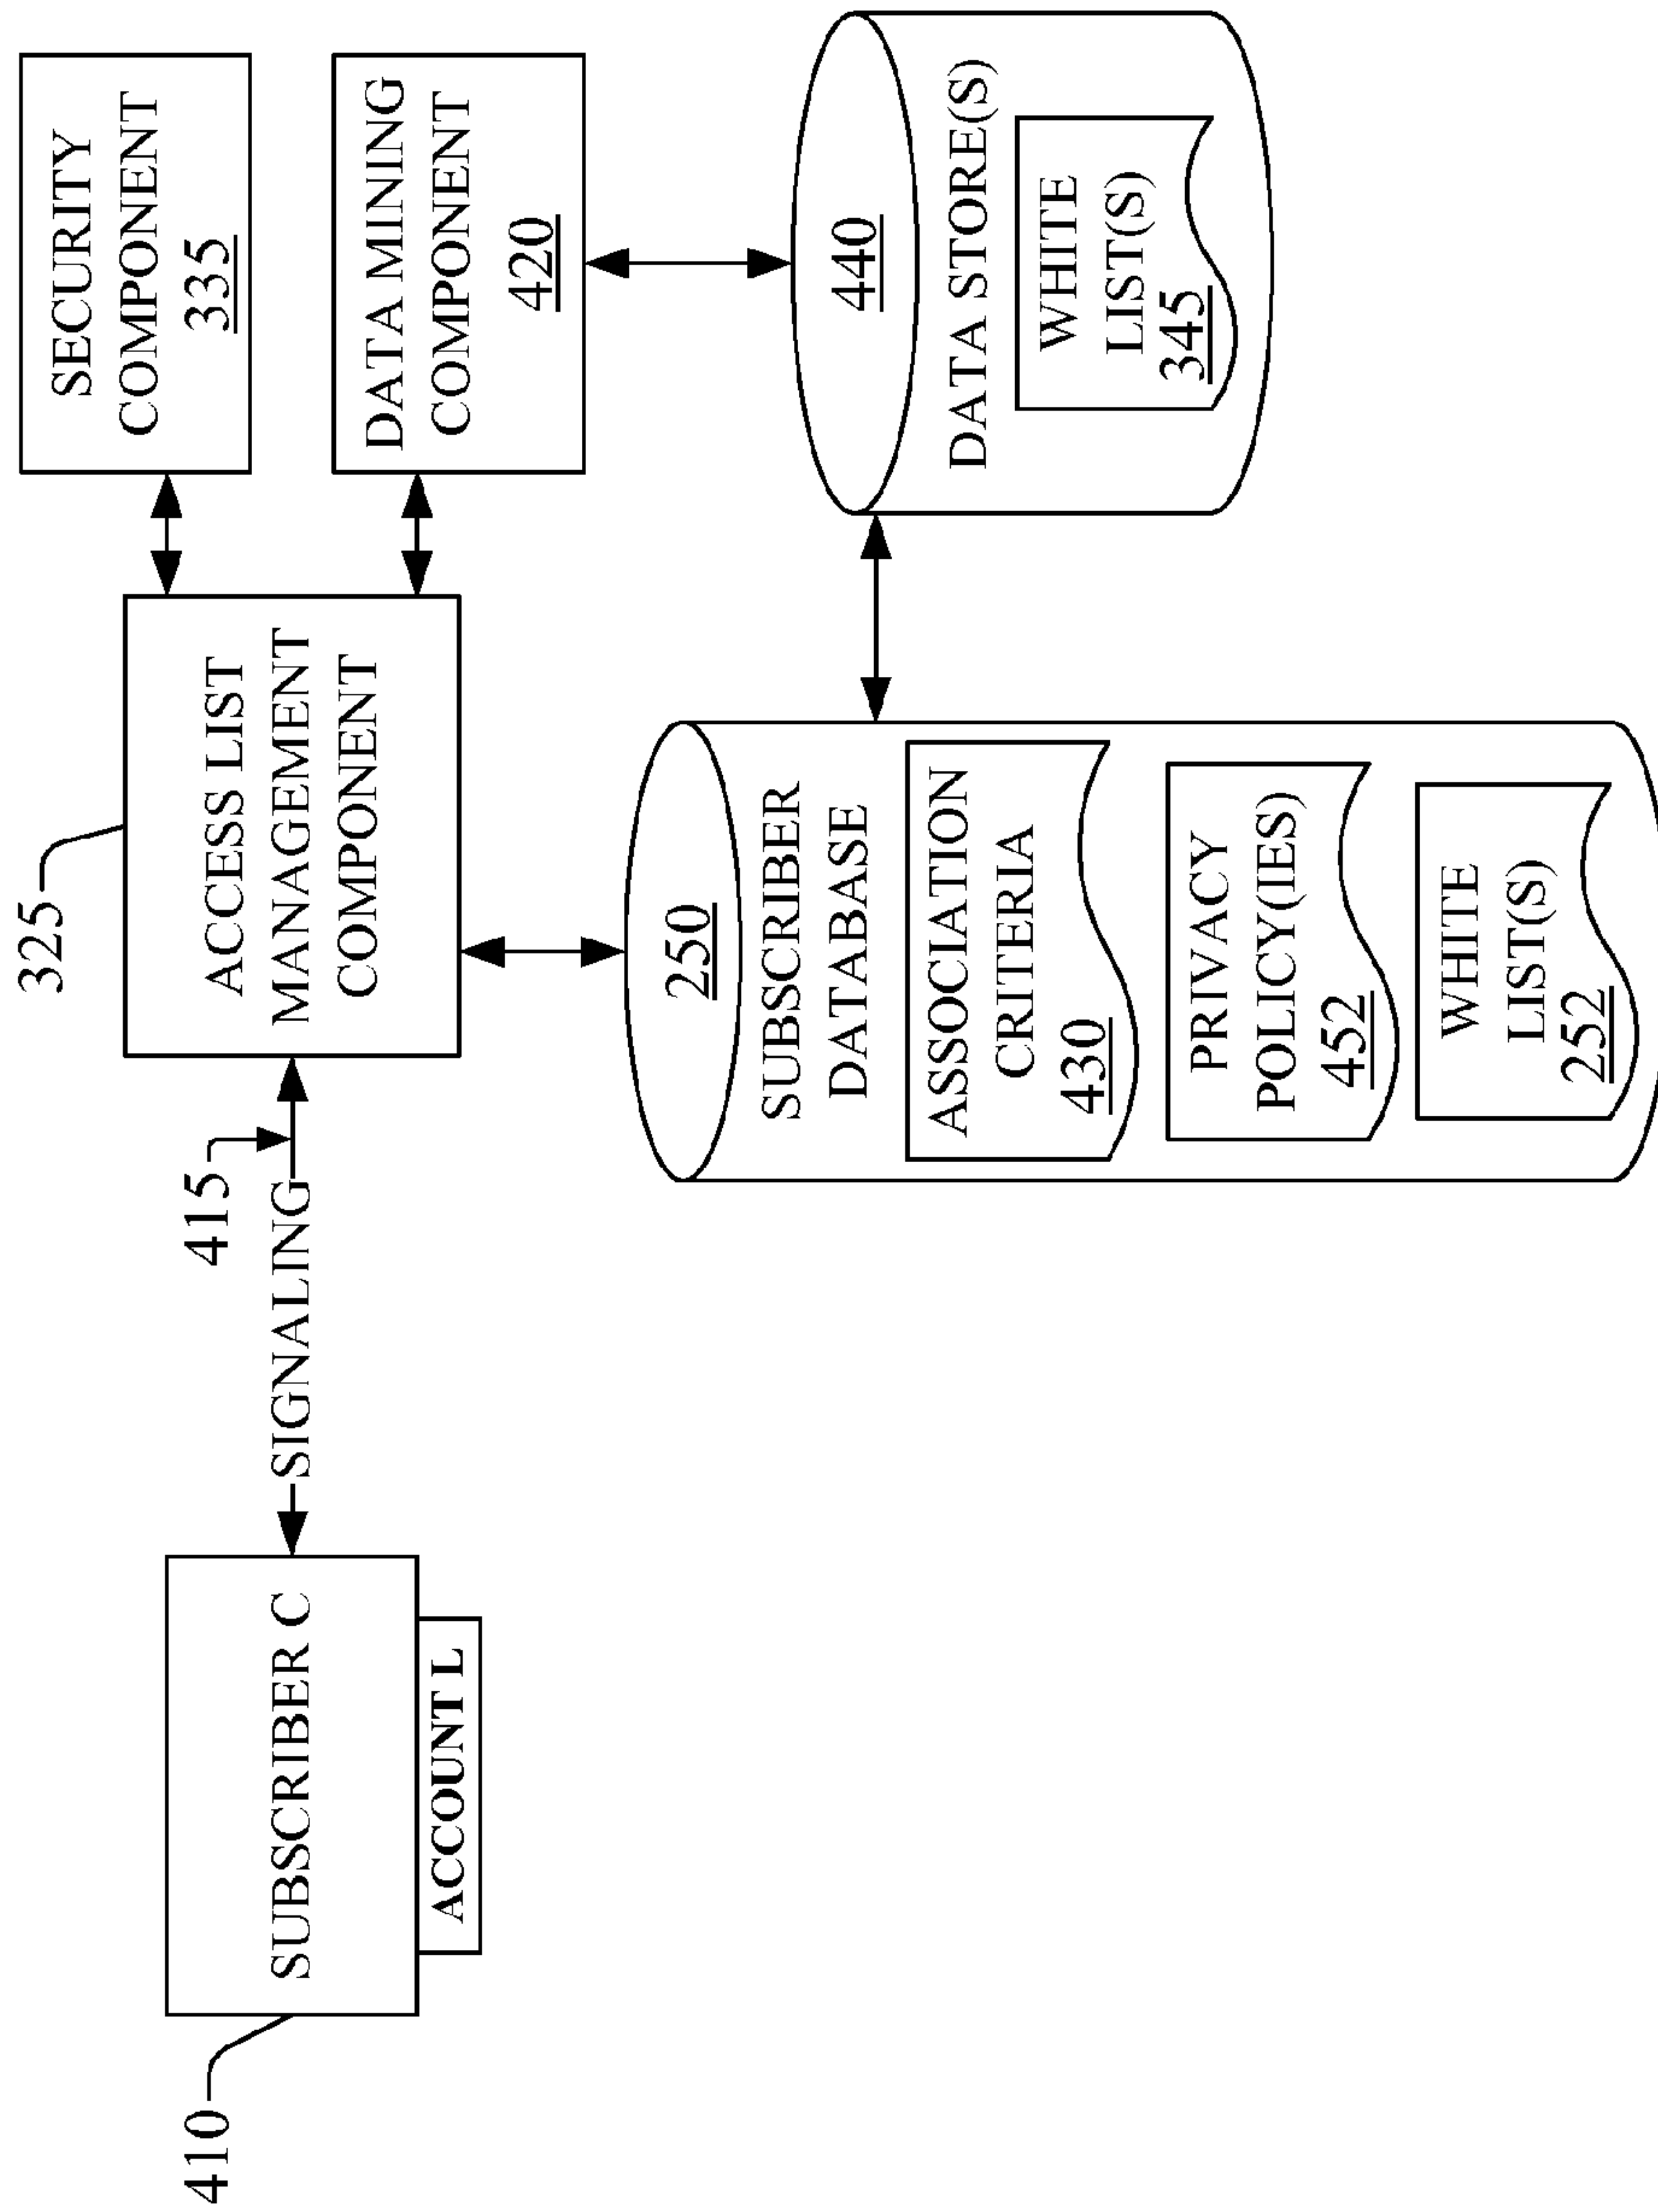 410
SUBSCRIBER C
ACCOUNT L
SIGNALING
415
325
ACCESS LIST
MANAGEMENT
COMPONENT
SECURITY
COMPONENT
335
DATA MINING
COMPONENT
420
250
SUBSCRIBER
DATABASE
ASSOCIATION
CRITERIA
430
PRIVACY
POLICY(IES)
452
WHITE
LIST(S)
252
440
DATA STORE(S)
WHITE
LIST(S)
345